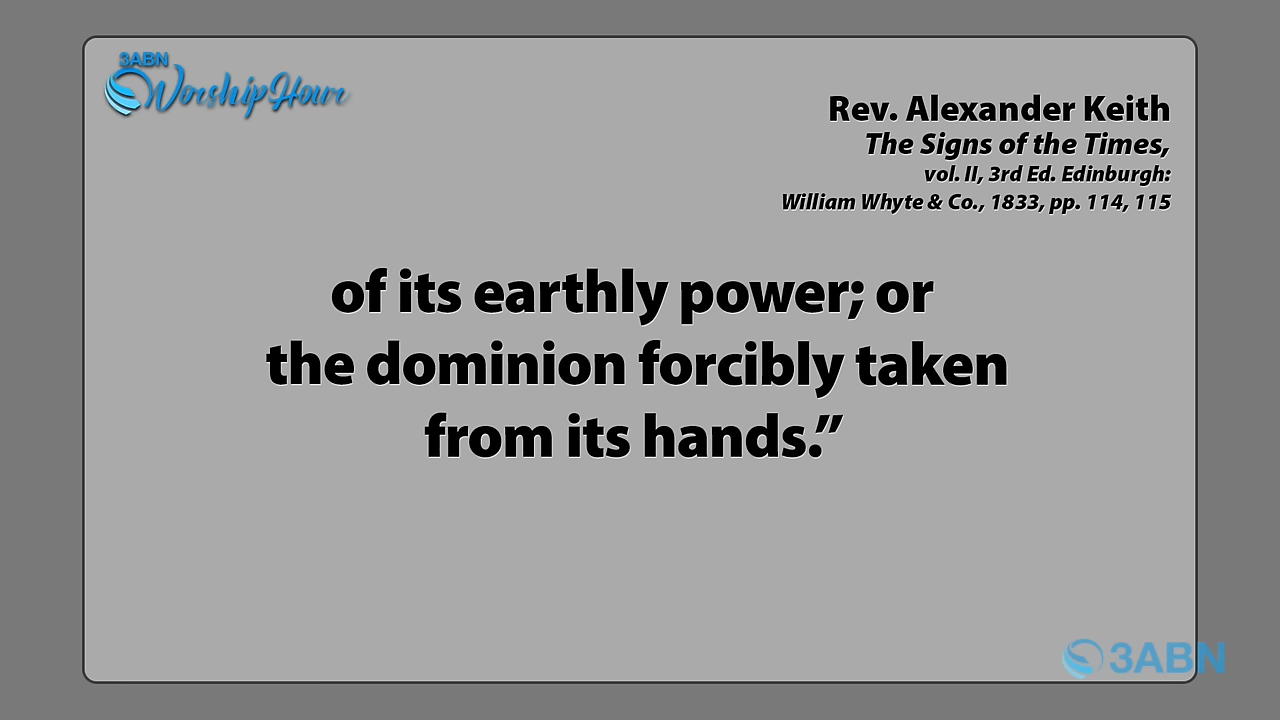 3ABN
Worship Hour
Rev. Alexander Keith
The Signs of the Times,
vol. II, 3rd Ed. Edinburgh:
William Whyte & Co., 1833, pp. 114, 115
of its earthly power; or
the dominion forcibly taken
from its hands.”
3ABN